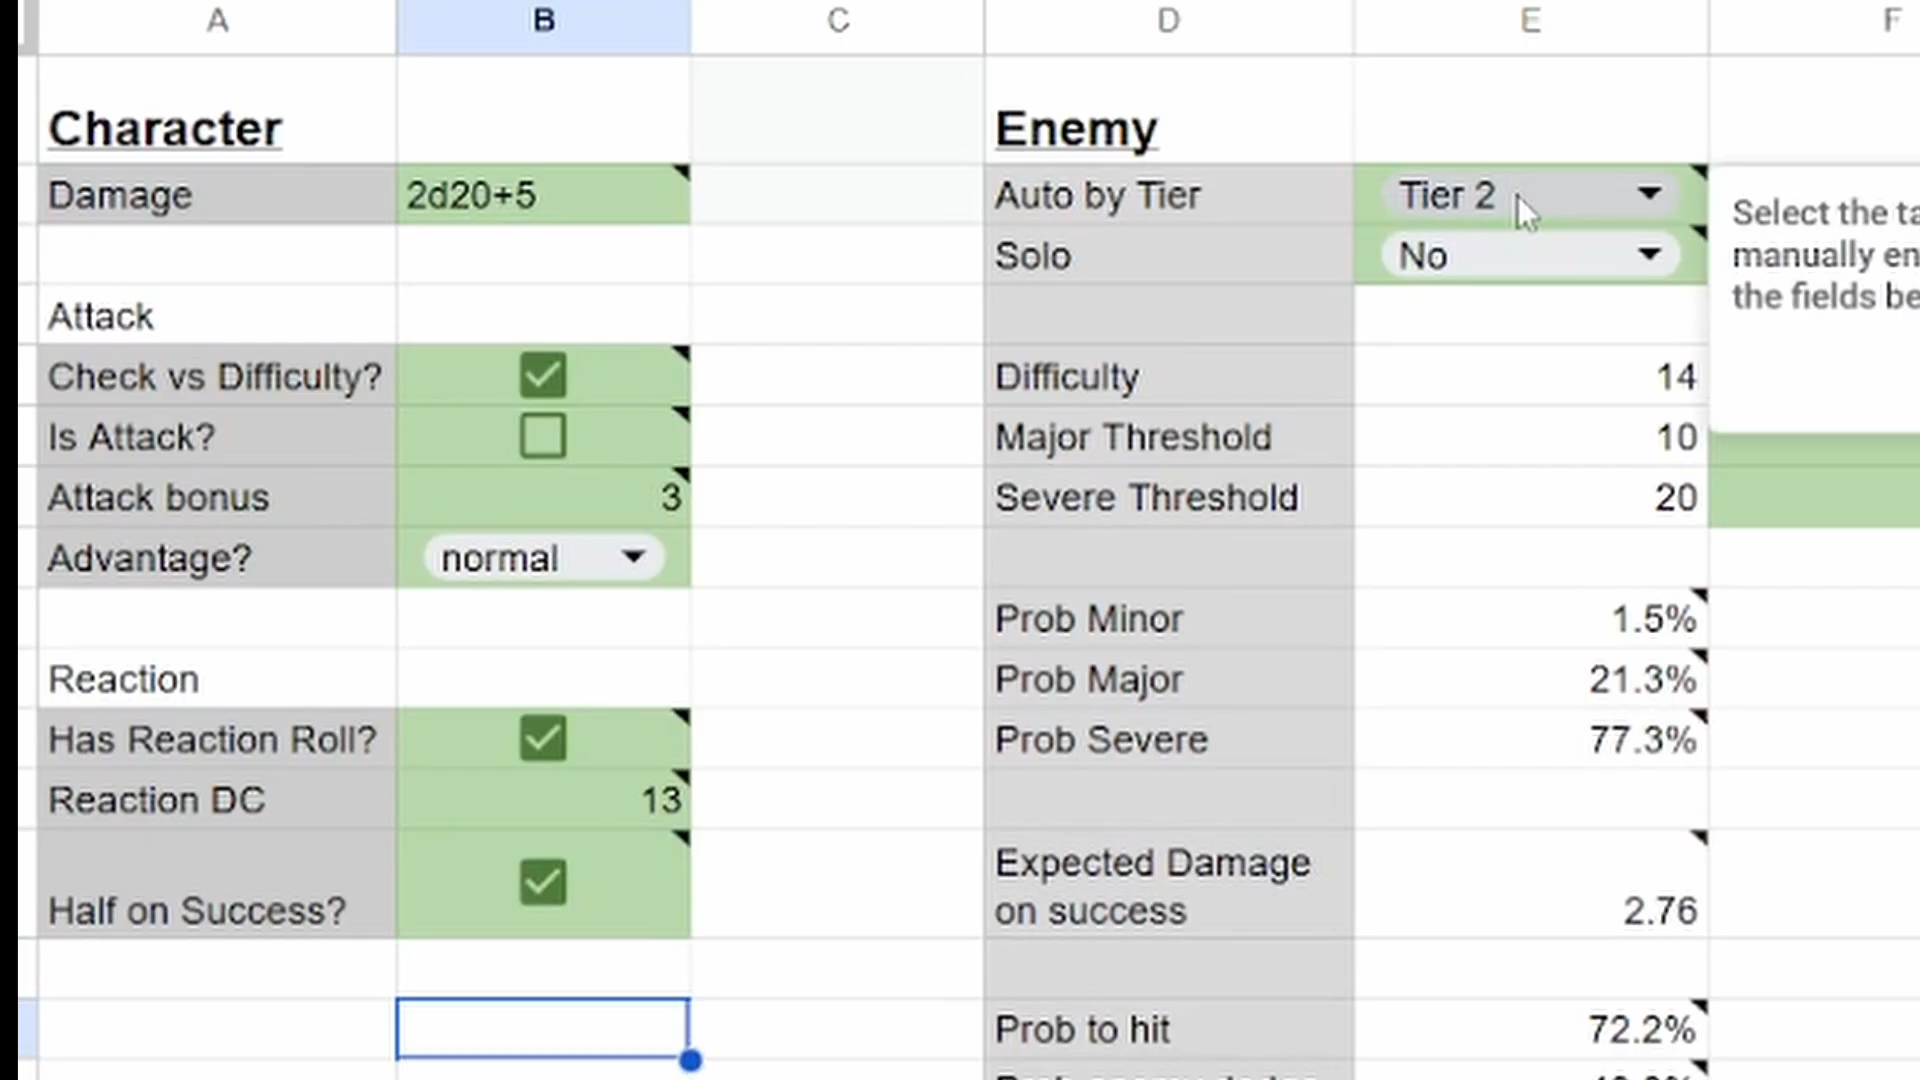 A B C D E F
Character Enemy
Damage 2d20+5 Auto by Tier Tier 2
Select the
Solo No
manually
the fields
Attack
Check vs Difficulty? Difficulty 14
Is Attack? Major Threshold 10
Attack bonus 3 Severe Threshold 20
Advantage? normal
Prob Minor 1.5%
Reaction Prob Major 21.3%
Has Reaction Roll? Prob Severe 77.3%
Reaction DC 13
Expected Damage
Half on Success? on success 2.76
Prob to hit 72.2%